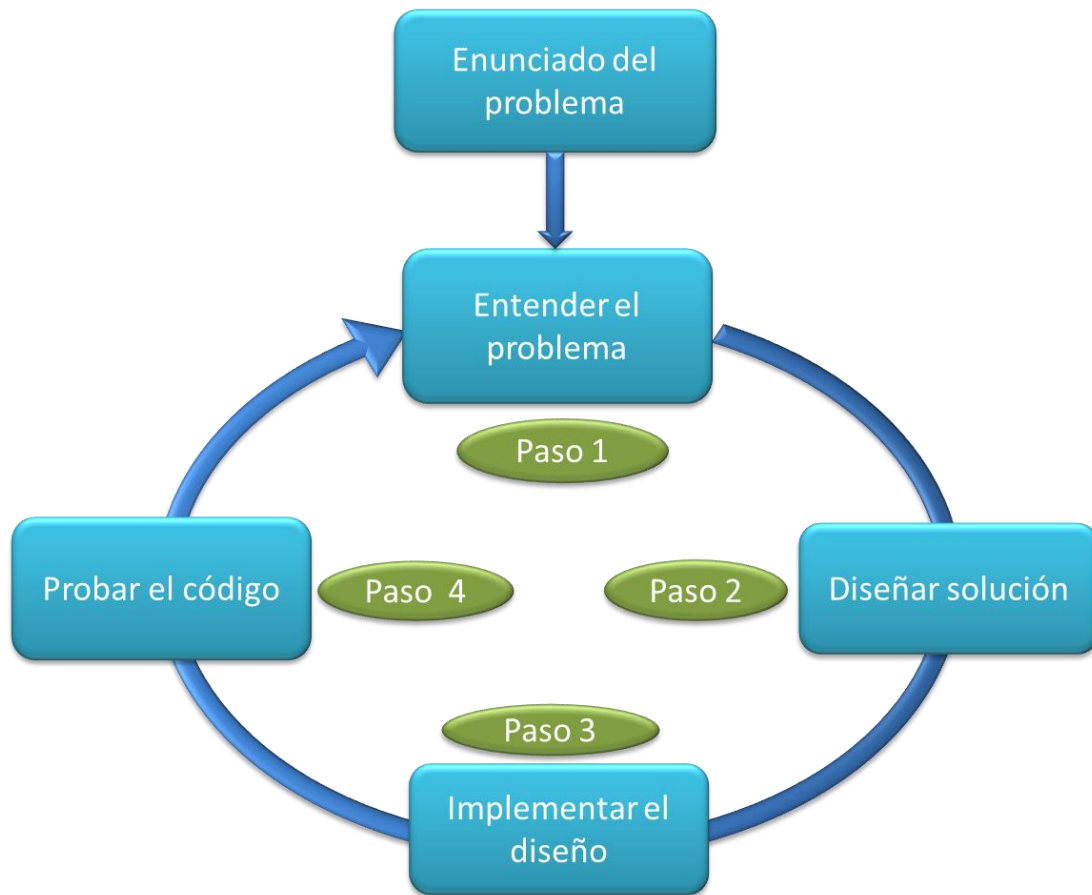 Enunciado del
problema
Entender el
problema
Paso 1
Probar el código
Paso 4
Paso 2
Diseñar solución
Paso 3
Implementar el
diseño